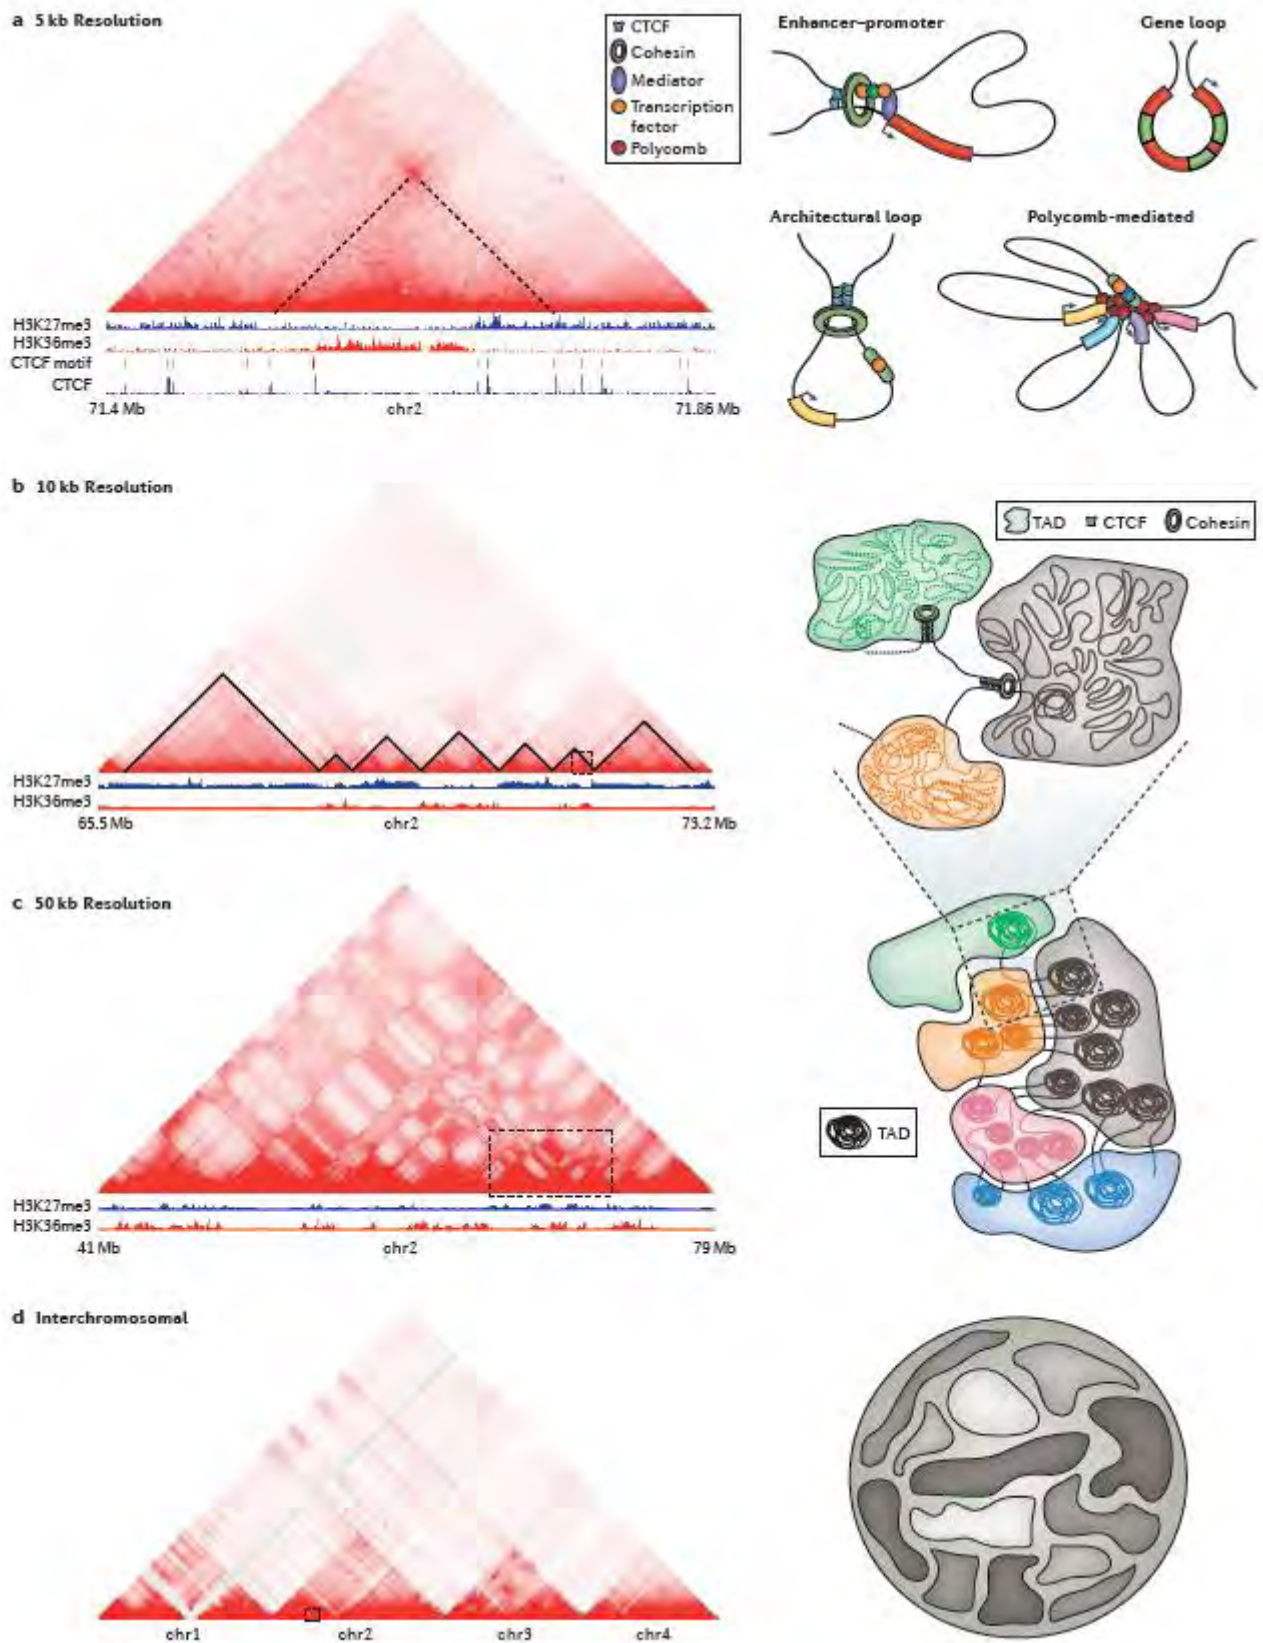 a 5 kb Resolution
CTCF
Cohesin
Mediator
Transcription
factor
Polycomb
Enhancer–promoter
Gene loop
Architectural loop
Polycomb-mediated
H3K27me3
H3K36me3
CTCF motif
CTCF
71.4 Mb chr2 71.86 Mb
b 10 kb Resolution
TAD CTCF Cohesin
H3K27me3
H3K36me3
65.5 Mb chr2 73.2 Mb
c 50 kb Resolution
TAD
H3K27me3
H3K36me3
41 Mb chr2 79 Mb
d Interchromosomal
chr1 chr2 chr3 chr4